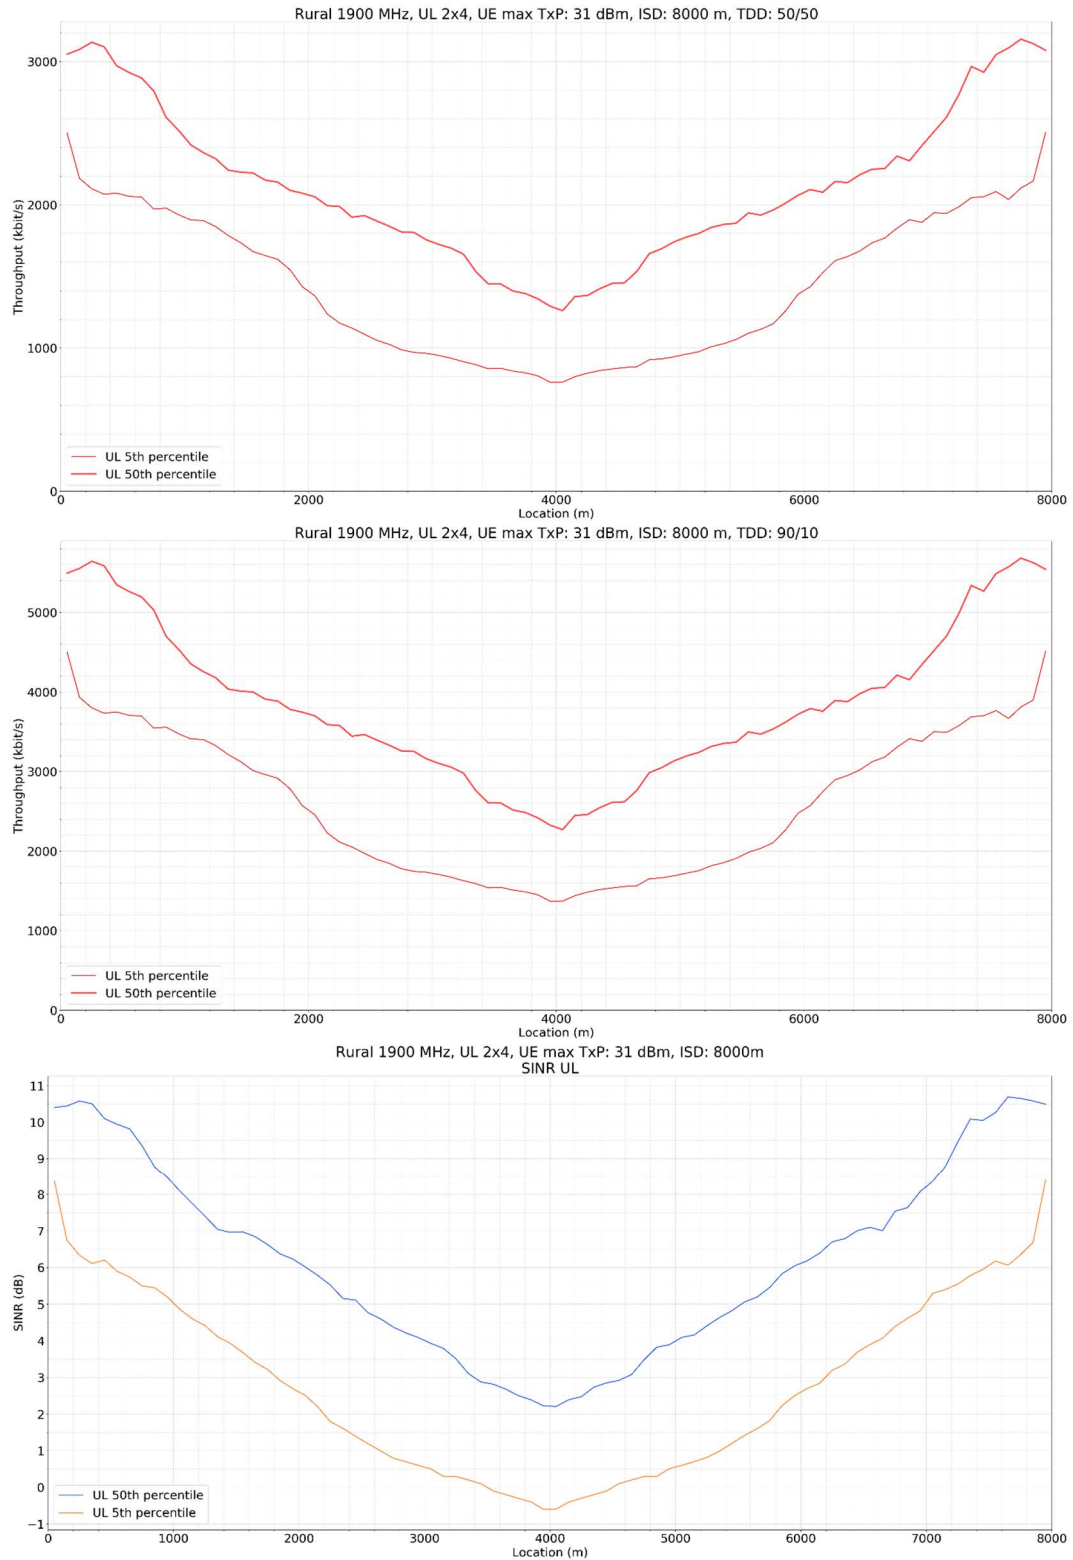 Rural 1900 MHz, UL 2x4, UE max TxP: 31 dBm, ISD: 8000 m, TDD: 50/50
3000
2000
Throughput (kbit/s)
1000
UL 5th percentile
UL 50th percentile
0
0 2000 4000 6000 8000
Location (m)
Rural 1900 MHz, UL 2x4, UE max TxP: 31 dBm, ISD: 8000 m, TDD: 90/10
5000
4000
3000
Throughput (kbit/s)
2000
1000
UL 5th percentile
UL 50th percentile
0
0 2000 4000 6000 8000
Location (m)
Rural 1900 MHz, UL 2x4, UE max TxP: 31 dBm, ISD: 8000m
SINR UL
11
10
9
8
7
6
5
SINR (dB)
4
3
2
1
0
UL 50th percentile
UL 5th percentile
−1
0 1000 2000 3000 4000 5000 6000 7000 8000
Location (m)